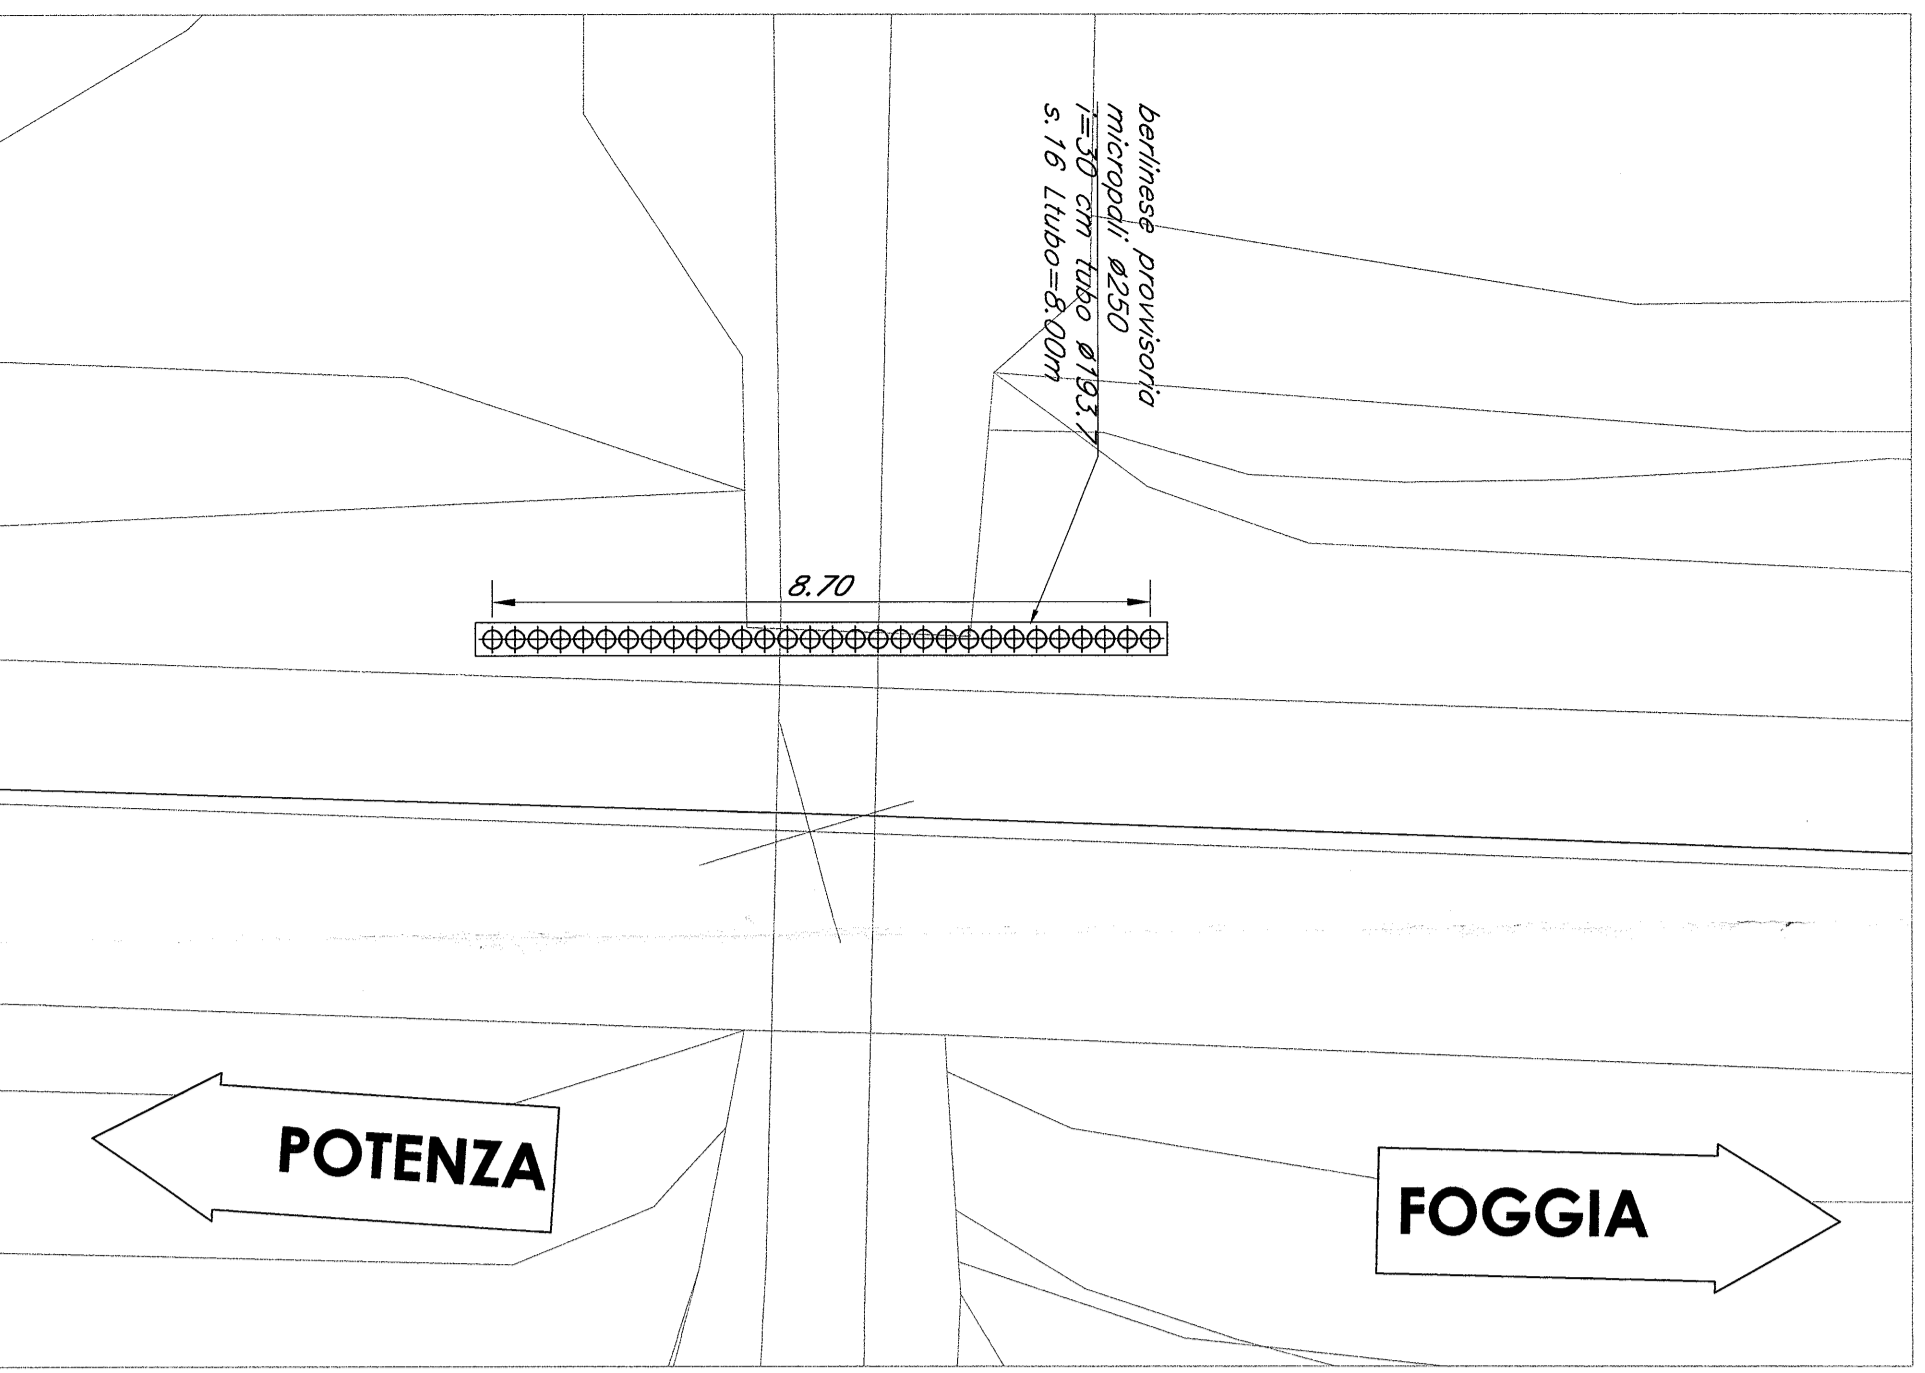 berlinese provvisoria
micropali ø250
i=30 cm tubo ø193.7
s. 16 Ltubo=8.00m
8.70
POTENZA
FOGGIA